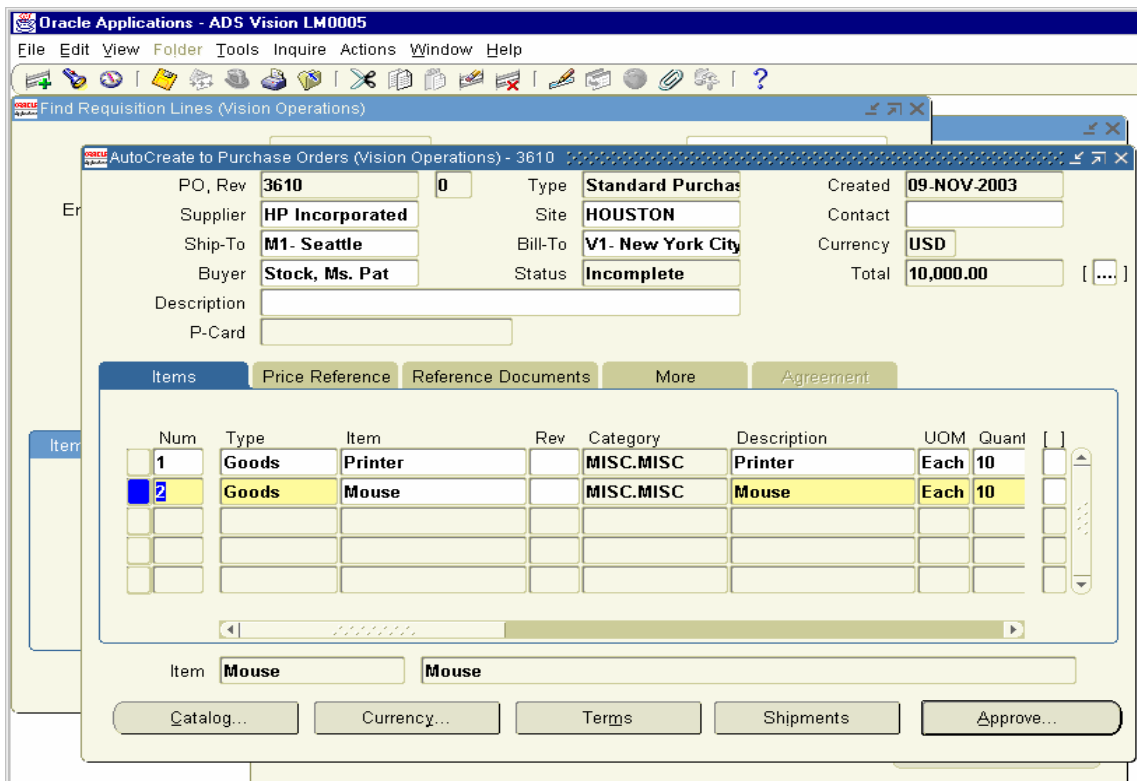 Oracle Applications - ADS Vision LM0005
File Edit View Folder Tools Inquire Actions Window Help
Find Requisition Lines (Vision Operations)
AutoCreate to Purchase Orders (Vision Operations) - 3610
PO, Rev 3610 0 Type Standard Purchas Created 09-NOV-2003
Er
Supplier HP Incorporated Site HOUSTON Contact
Ship-To M1- Seattle Bill-To V1- New York City Currency USD
Buyer Stock, Ms. Pat Status Incomplete Total 10,000.00 [ .... ]
Description
P-Card
Items Price Reference Reference Documents More Agreement
Item
Num Type Item Rev Category Description UOM Quant [ ]
1 Goods Printer MISC.MISC Printer Each 10
2 Goods Mouse MISC.MISC Mouse Each 10
Item Mouse Mouse
Catalog... Currency... Terms Shipments Approve...